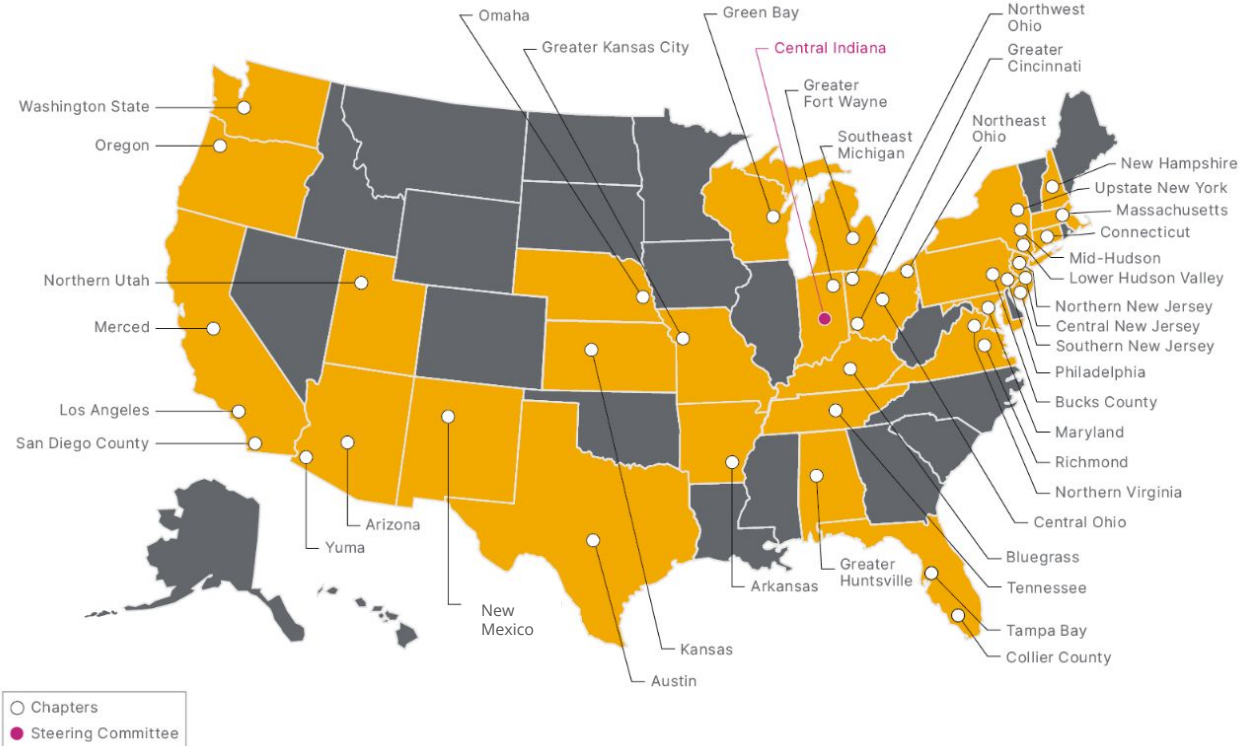 Omaha
Greater Kansas City
Green Bay
Central Indiana
Greater
Fort Wayne
Southeast
Michigan
Northwest
Ohio
Greater
Cincinnati
Northeast
Ohio
Washington State
Oregon
Northern Utah
Merced
Los Angeles
San Diego County
New Hampshire
Upstate New York
Massachusetts
Connecticut
Mid-Hudson
Lower Hudson Valley
Northern New Jersey
Central New Jersey
Southern New Jersey
Philadelphia
Bucks County
Maryland
Richmond
Northern Virginia
Central Ohio
Bluegrass
Tennessee
Tampa Bay
Collier County
Yuma
Arizona
New
Mexico
Austin
Kansas
Arkansas
Greater
Huntsville
Chapters
Steering Committee